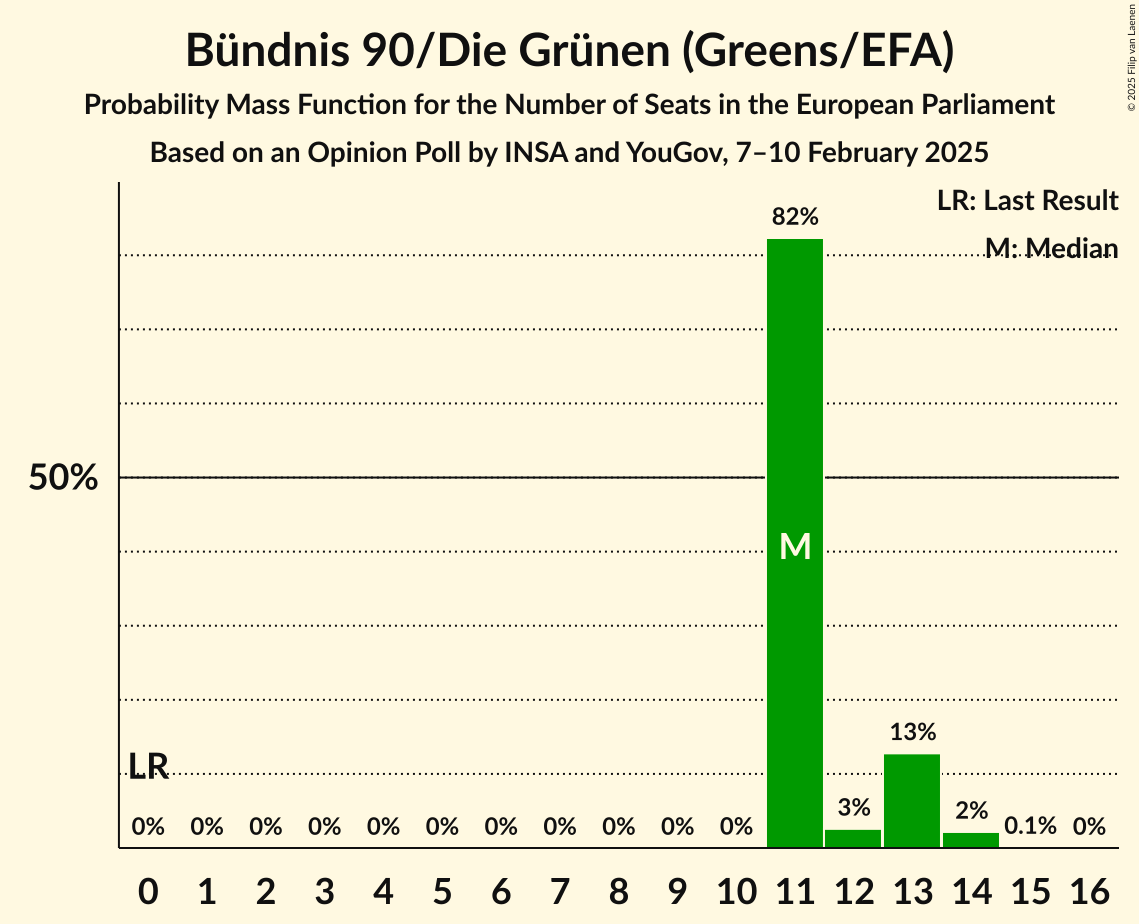 Bündnis 90/Die Grünen (Greens/EFA)
Probability Mass Function for the Number of Seats in the European Parliament
Based on an Opinion Poll by INSA and YouGov, 7–10 February 2025
© 2025 Filip van Laenen
LR: Last Result
M: Median
82%
50%
M
LR
13%
3%
2%
0% 0% 0% 0% 0% 0% 0% 0% 0% 0% 0% 0.1% 0%
0 1 2 3 4 5 6 7 8 9 10 11 12 13 14 15 16